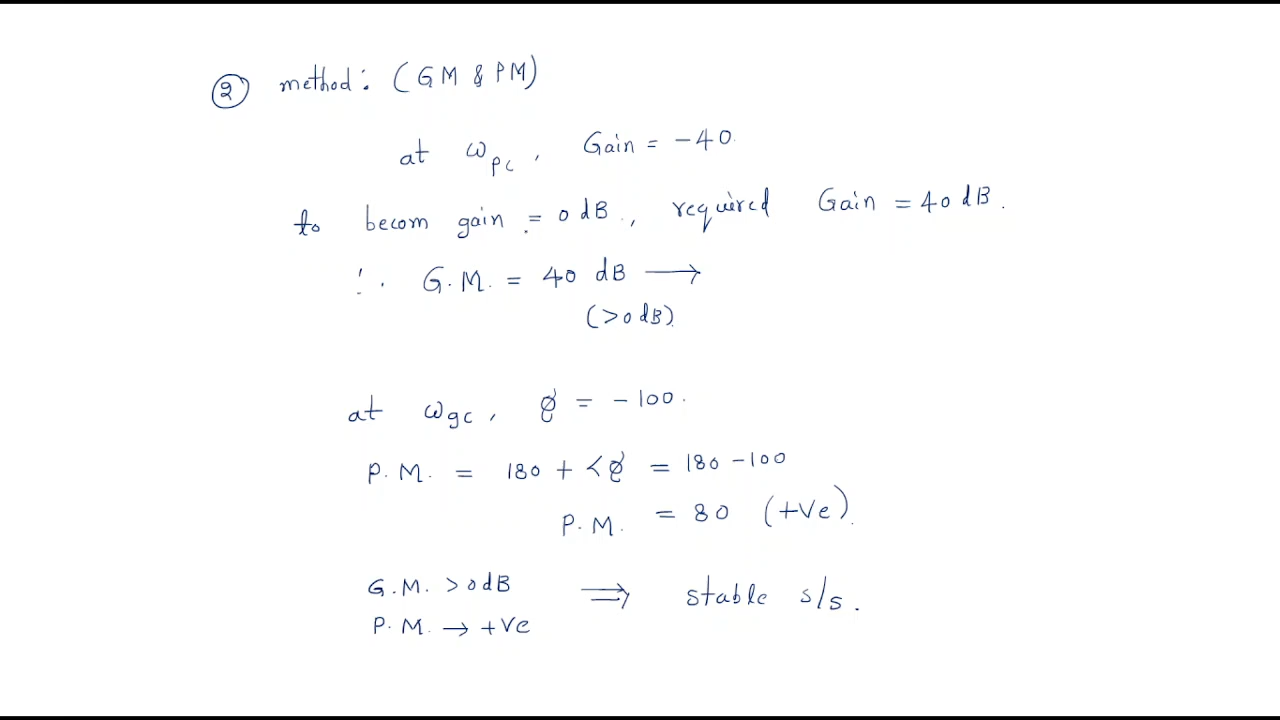 ② method : (GM & PM)
at ωpc , Gain = -40
to becom gain = 0 dB , required Gain = 40 dB .
∴ G.M. = 40 dB ⟶
(>0 dB)
at ωgc , ∅ = -100 .
P.M. = 180 + <∅ = 180 -100
P.M. = 80 (+ve) .
G.M. > 0 dB ⟹ stable s/s .
P.M. → +ve